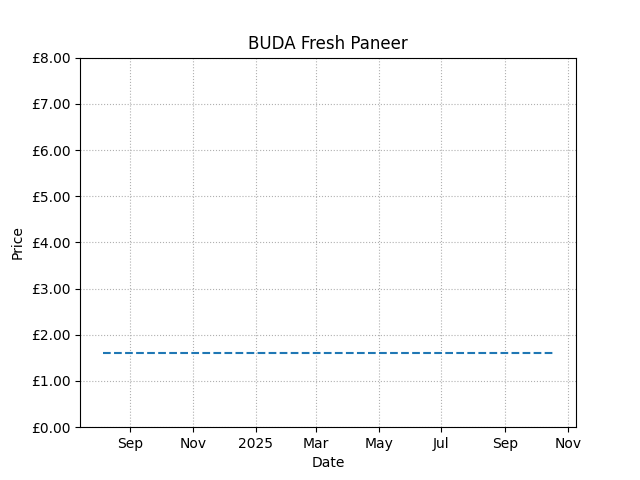 BUDA Fresh Paneer
£8.00
£7.00
£6.00
£5.00
£4.00
£3.00
£2.00
£1.00
£0.00
Price
Sep Nov 2025 Mar May Jul Sep Nov
Date